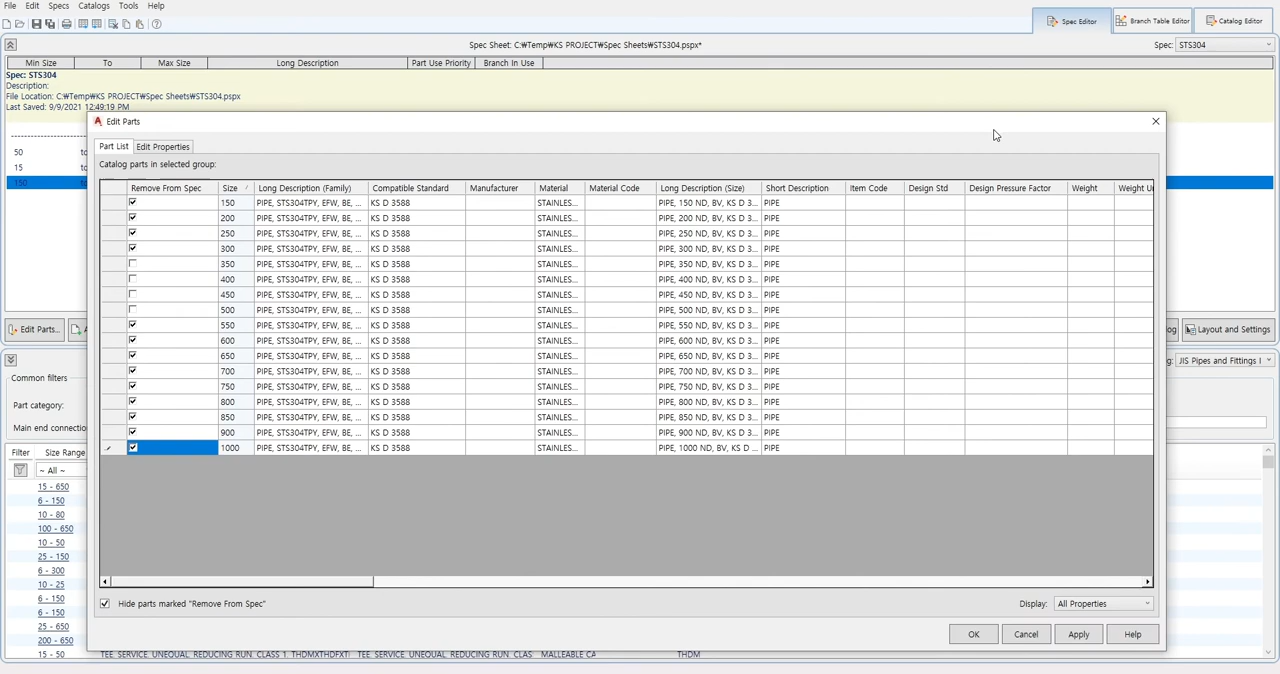 File Edit Specs Catalogs Tools Help
Spec Editor Branch Table Editor Catalog Editor
Spec Sheet: C:₩Temp₩KS PROJECT₩Spec Sheets₩STS304.pspx* Spec: STS304
Min Size To Max Size Long Description Part Use Priority Branch In Use
Spec: STS304
Description:
File Location: C:₩Temp₩KS PROJECT₩Spec Sheets₩STS304.pspx
Last Saved: 9/9/2021 12:49:19 PM
50
15
150
Edit Parts
Part List Edit Properties
Catalog parts in selected group:
Remove From Spec Size Long Description (Family) Compatible Standard Manufacturer Material Material Code Long Description (Size) Short Description Item Code Design Std Design Pressure Factor Weight Weight Un
150 PIPE, STS304TPY, EFW, BE, ... KS D 3588 STAINLES... PIPE, 150 ND, BV, KS D 3... PIPE
200 PIPE, STS304TPY, EFW, BE, ... KS D 3588 STAINLES... PIPE, 200 ND, BV, KS D 3... PIPE
250 PIPE, STS304TPY, EFW, BE, ... KS D 3588 STAINLES... PIPE, 250 ND, BV, KS D 3... PIPE
300 PIPE, STS304TPY, EFW, BE, ... KS D 3588 STAINLES... PIPE, 300 ND, BV, KS D 3... PIPE
350 PIPE, STS304TPY, EFW, BE, ... KS D 3588 STAINLES... PIPE, 350 ND, BV, KS D 3... PIPE
400 PIPE, STS304TPY, EFW, BE, ... KS D 3588 STAINLES... PIPE, 400 ND, BV, KS D 3... PIPE
450 PIPE, STS304TPY, EFW, BE, ... KS D 3588 STAINLES... PIPE, 450 ND, BV, KS D 3... PIPE
500 PIPE, STS304TPY, EFW, BE, ... KS D 3588 STAINLES... PIPE, 500 ND, BV, KS D 3... PIPE
550 PIPE, STS304TPY, EFW, BE, ... KS D 3588 STAINLES... PIPE, 550 ND, BV, KS D 3... PIPE
600 PIPE, STS304TPY, EFW, BE, ... KS D 3588 STAINLES... PIPE, 600 ND, BV, KS D 3... PIPE
650 PIPE, STS304TPY, EFW, BE, ... KS D 3588 STAINLES... PIPE, 650 ND, BV, KS D 3... PIPE
700 PIPE, STS304TPY, EFW, BE, ... KS D 3588 STAINLES... PIPE, 700 ND, BV, KS D 3... PIPE
750 PIPE, STS304TPY, EFW, BE, ... KS D 3588 STAINLES... PIPE, 750 ND, BV, KS D 3... PIPE
800 PIPE, STS304TPY, EFW, BE, ... KS D 3588 STAINLES... PIPE, 800 ND, BV, KS D 3... PIPE
850 PIPE, STS304TPY, EFW, BE, ... KS D 3588 STAINLES... PIPE, 850 ND, BV, KS D 3... PIPE
900 PIPE, STS304TPY, EFW, BE, ... KS D 3588 STAINLES... PIPE, 900 ND, BV, KS D 3... PIPE
1000 PIPE, STS304TPY, EFW, BE, ... KS D 3588 STAINLES... PIPE, 1000 ND, BV, KS D ... PIPE
Hide parts marked "Remove From Spec" Display: All Properties
OK Cancel Apply Help
Edit Parts... Layout and Settings
JIS Pipes and Fittings
Common filters
Part category:
Main end connectio
Filter Size Range
~ All ~
15 - 650
6 - 150
10 - 80
100 - 650
10 - 50
25 - 150
6 - 300
10 - 25
6 - 150
6 - 150
25 - 650
200 - 650
15 - 50 TEE, SERVICE, UNEQUAL, REDUCING RUN, CLASS 1, THDMXTHDFXT TEE, SERVICE, UNEQUAL, REDUCING RUN, CLAS MALLEABLE CA THDM